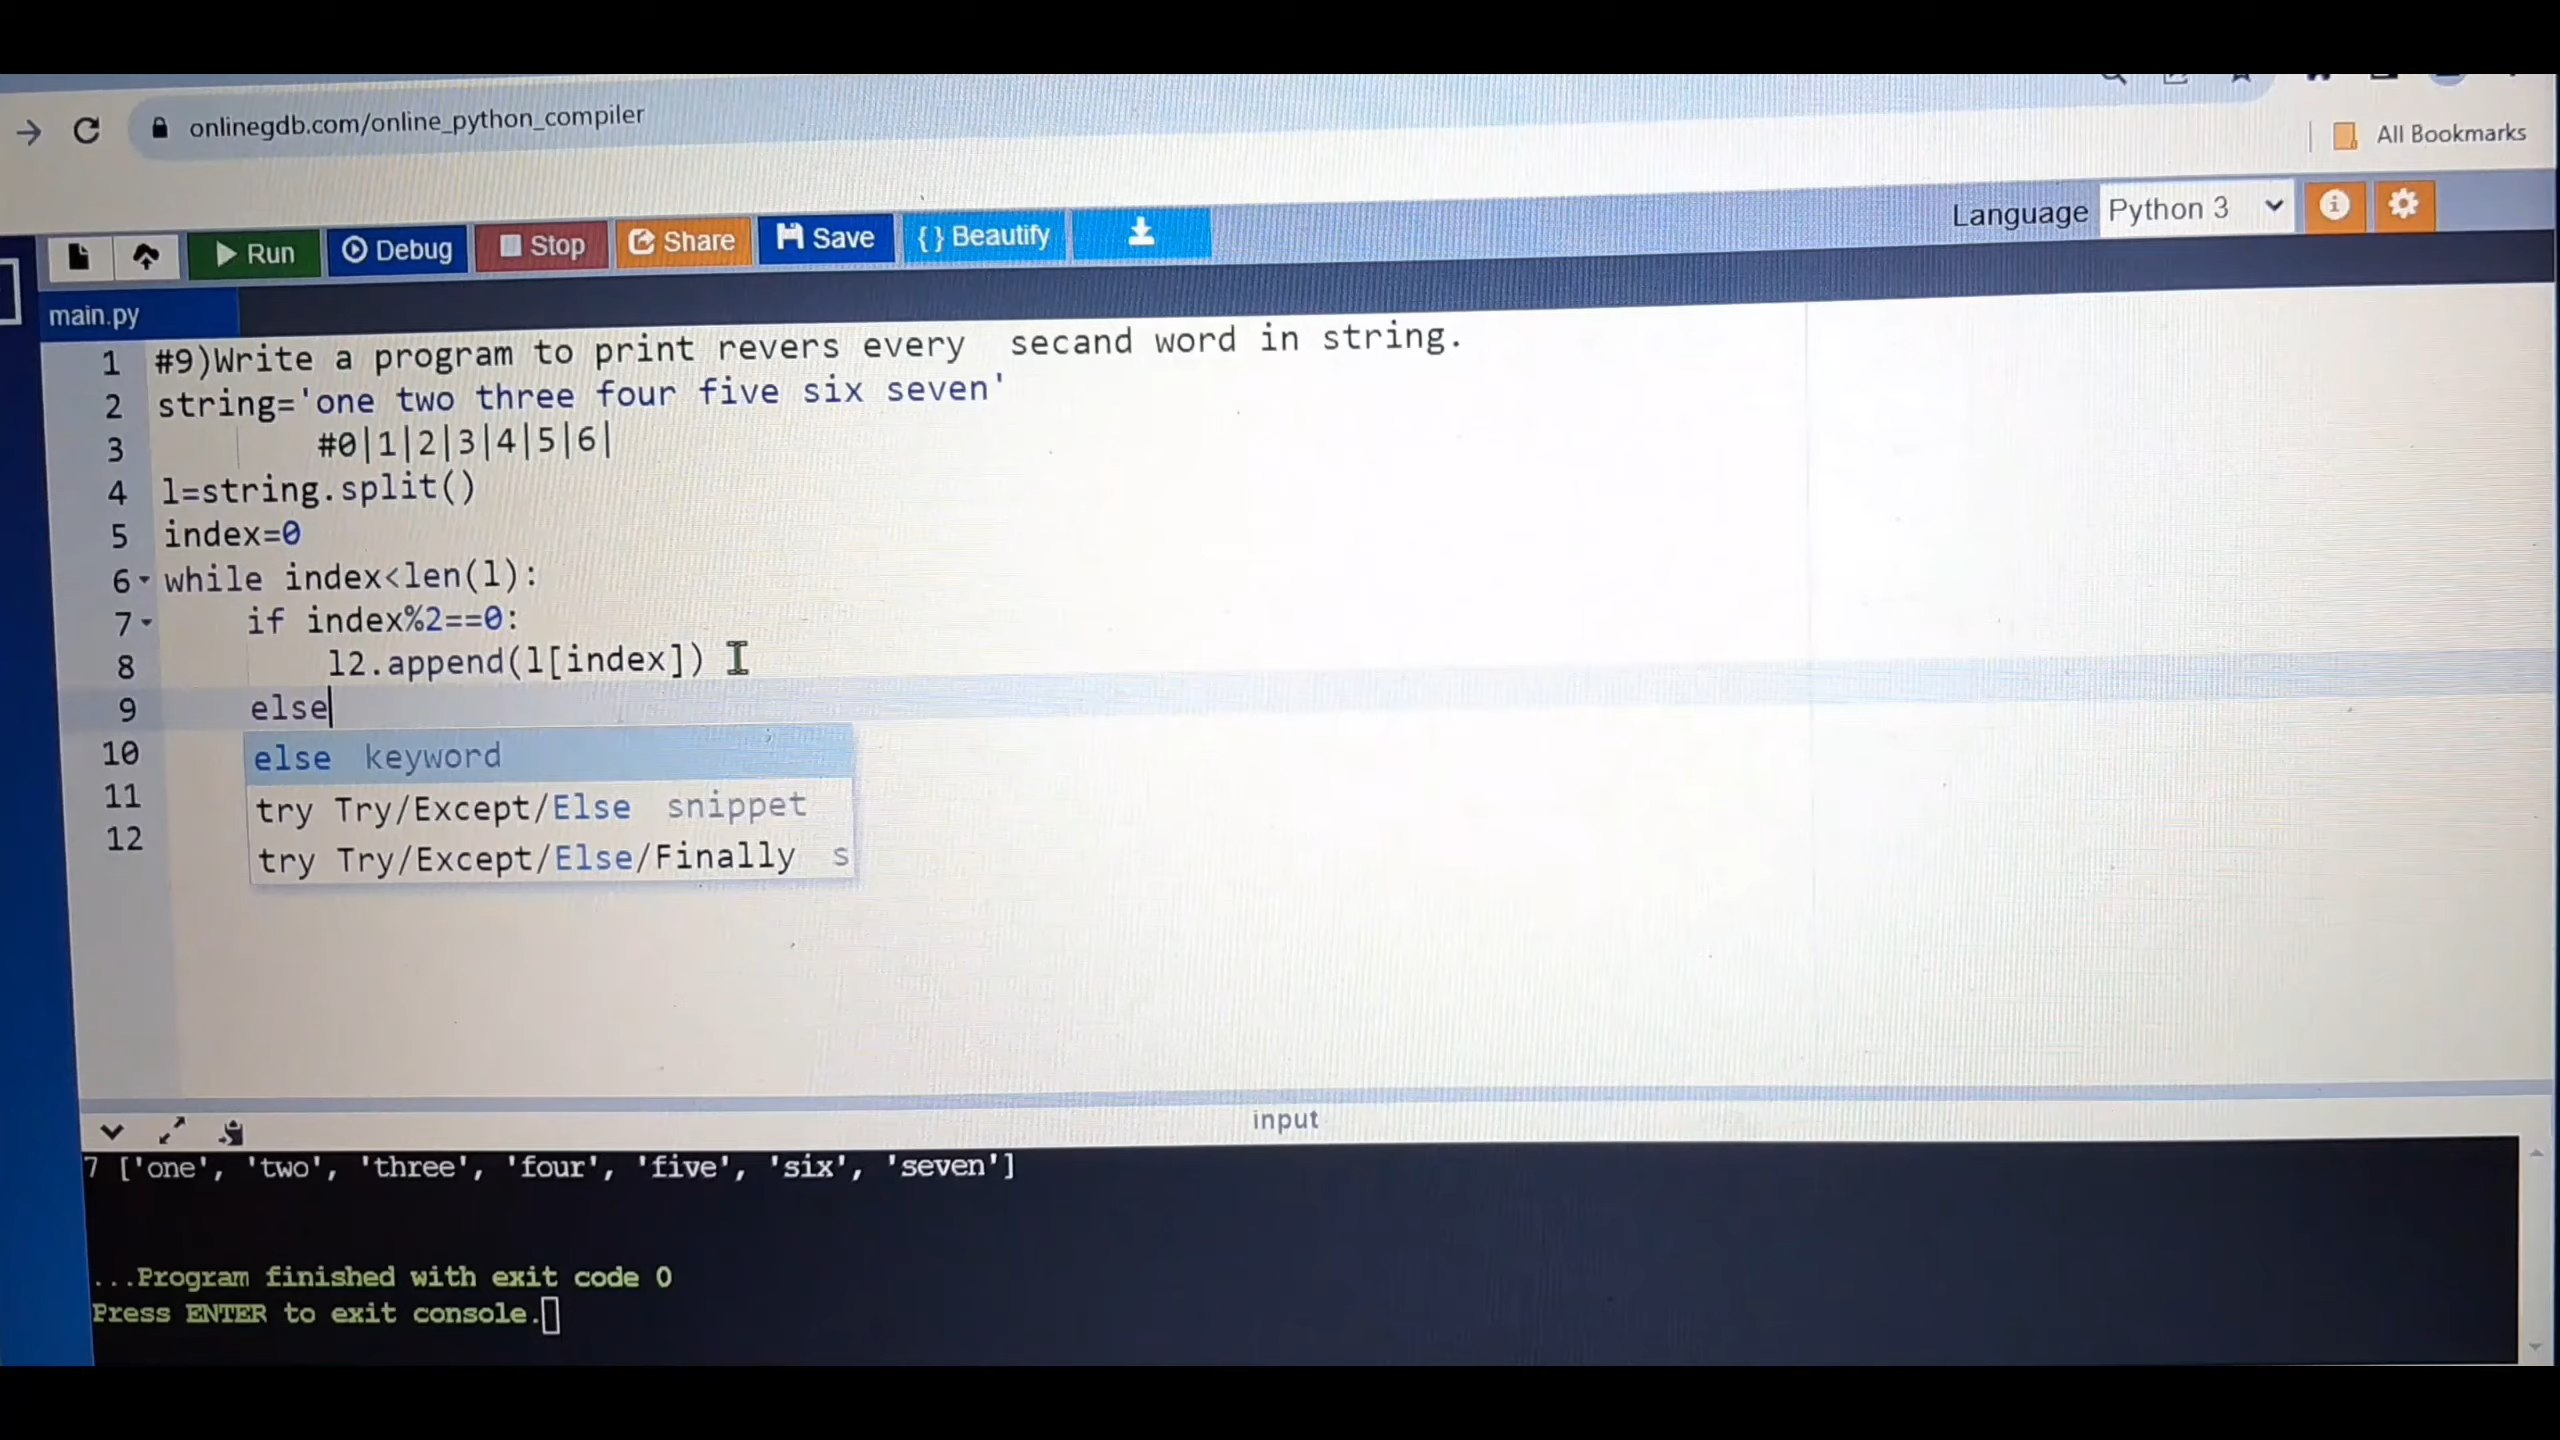 onlinegdb.com/online_python_compiler
All Bookmarks
Run Debug Stop Share Save {} Beautify Language Python 3
main.py
1 #9)Write a program to print revers every  secand word in string.
2 string='one two three four five six seven'
3 #0|1|2|3|4|5|6|
4 l=string.split()
5 index=0
6 while index<len(l):
7 if index%2==0:
8 l2.append(l[index])
9 else
10 else keyword
11 try Try/Except/Else snippet
12 try Try/Except/Else/Finally s
input
7 ['one', 'two', 'three', 'four', 'five', 'six', 'seven']
...Program finished with exit code 0
Press ENTER to exit console.